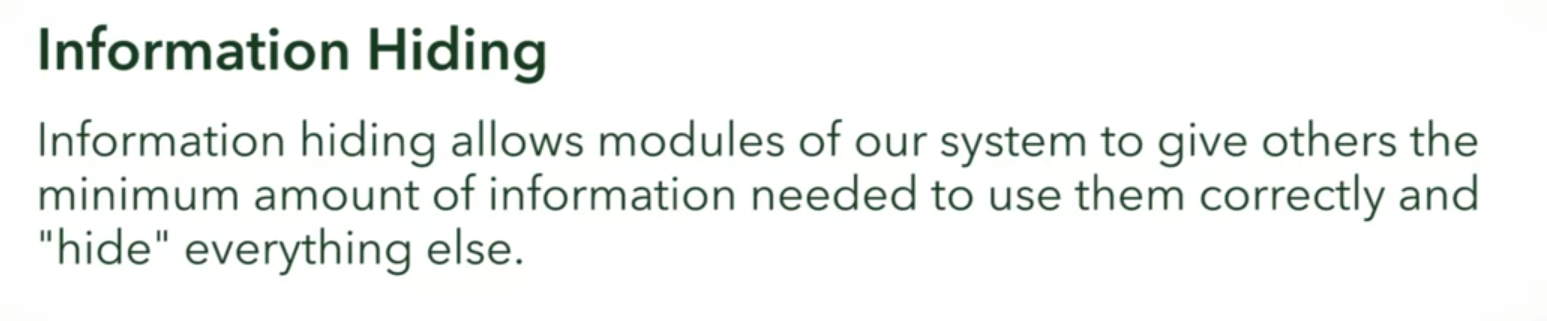 Information Hiding
Information hiding allows modules of our system to give others the
minimum amount of information needed to use them correctly and
"hide" everything else.